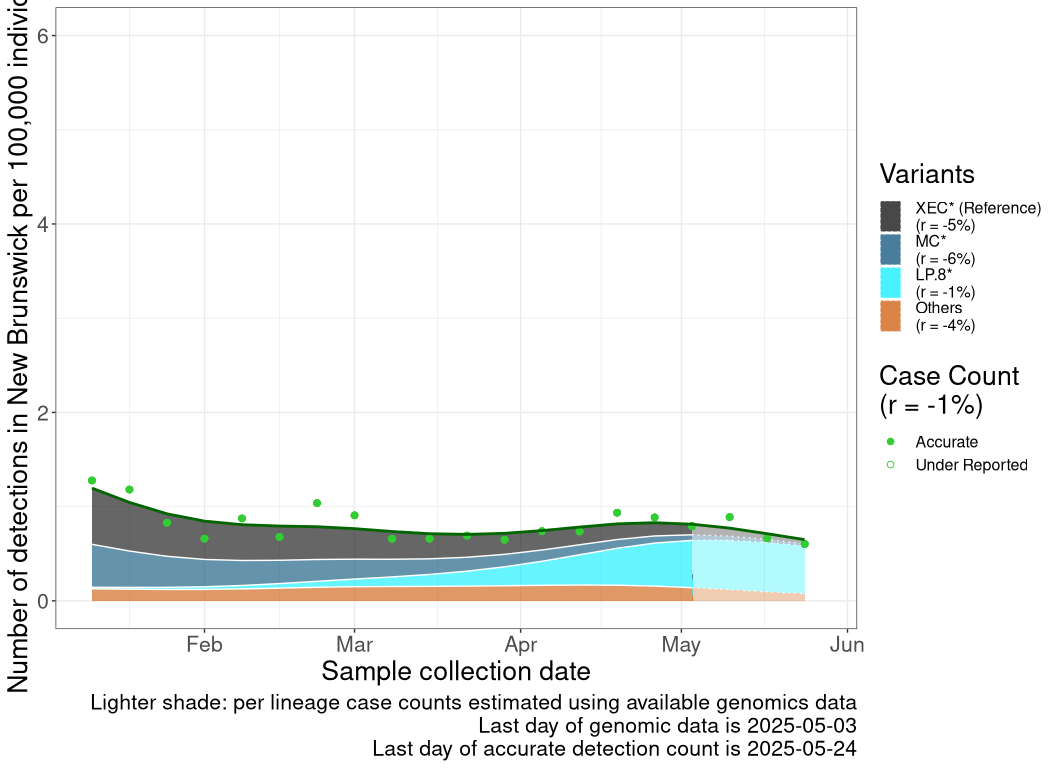 Number of detections in New Brunswick per 100,000
6
4
2
0
Feb
Mar
Apr
May
Jun
Sample collection date
Variants
XEC* (Reference)
(r = -5%)
MC*
(r = -6%)
LP.8*
(r = -1%)
Others
(r = -4%)
Case Count
(r = -1%)
Accurate
Under Reported
Lighter shade: per lineage case counts estimated using available genomics data
Last day of genomic data is 2025-05-03
Last day of accurate detection count is 2025-05-24